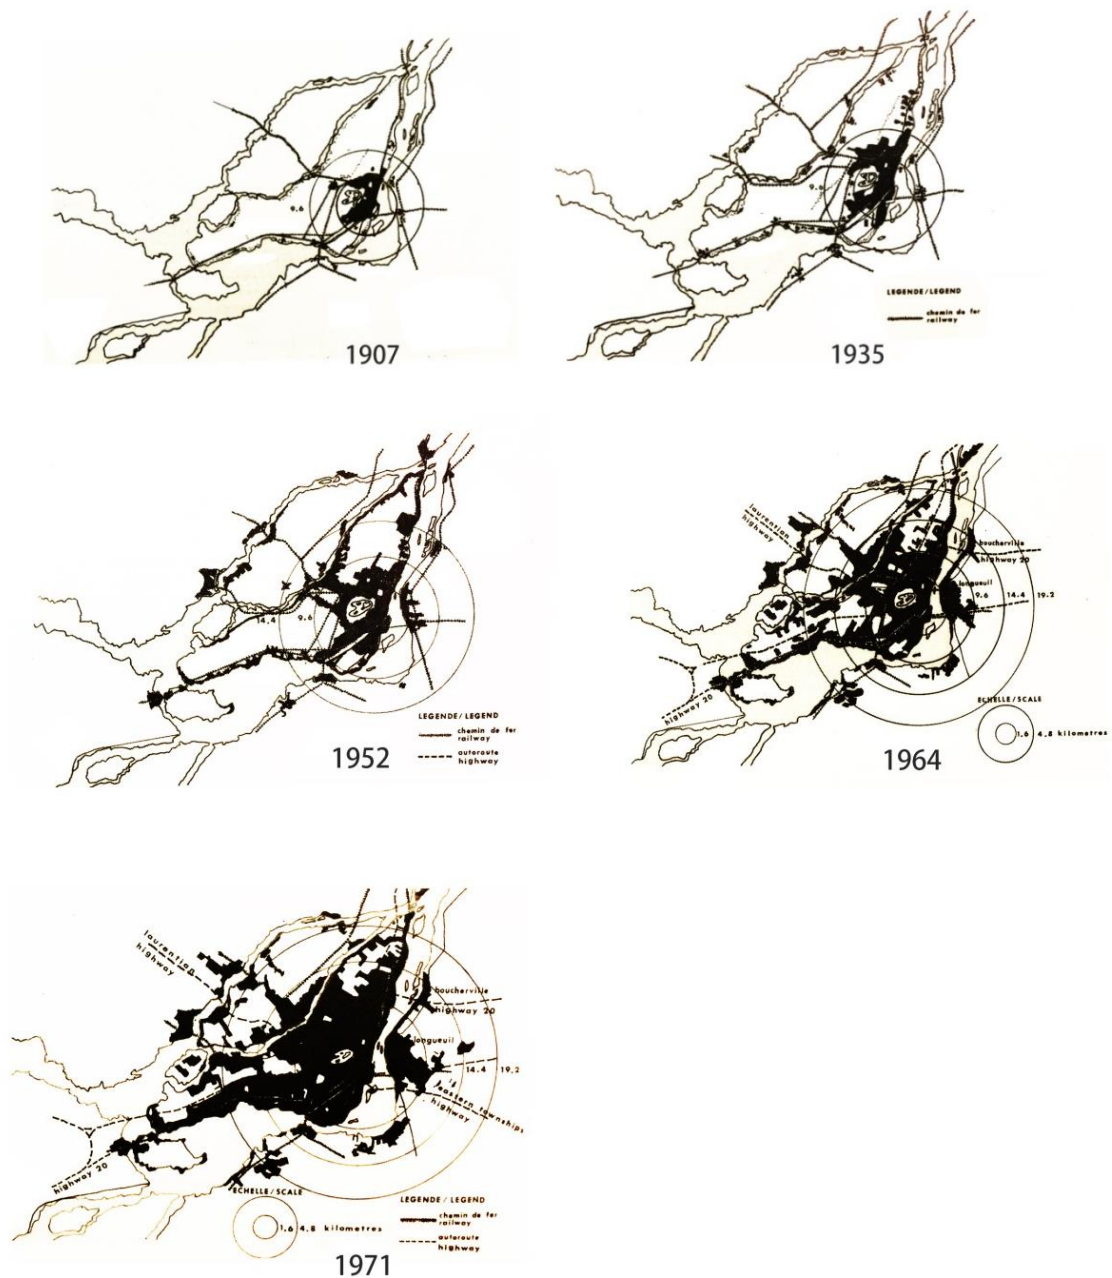 9.6
1907
9.6
LEGENDE/LEGEND
chemin de fer
railway
1935
14.4
9.6
LEGENDE/LEGEND
chemin de fer
railway
autoroute
highway
1952
laurentian
highway
boucherville
highway 20
longueuil
9.6
14.4
19.2
highway 20
ECHELLE/SCALE
1.6 4.8 kilometres
1964
laurentian
highway
boucherville
highway 20
longueuil
14.4
19.2
eastern townships
highway
highway 20
ECHELLE/SCALE
1.6 4.8 kilometres
LEGENDE/LEGEND
chemin de fer
railway
autoroute
highway
1971